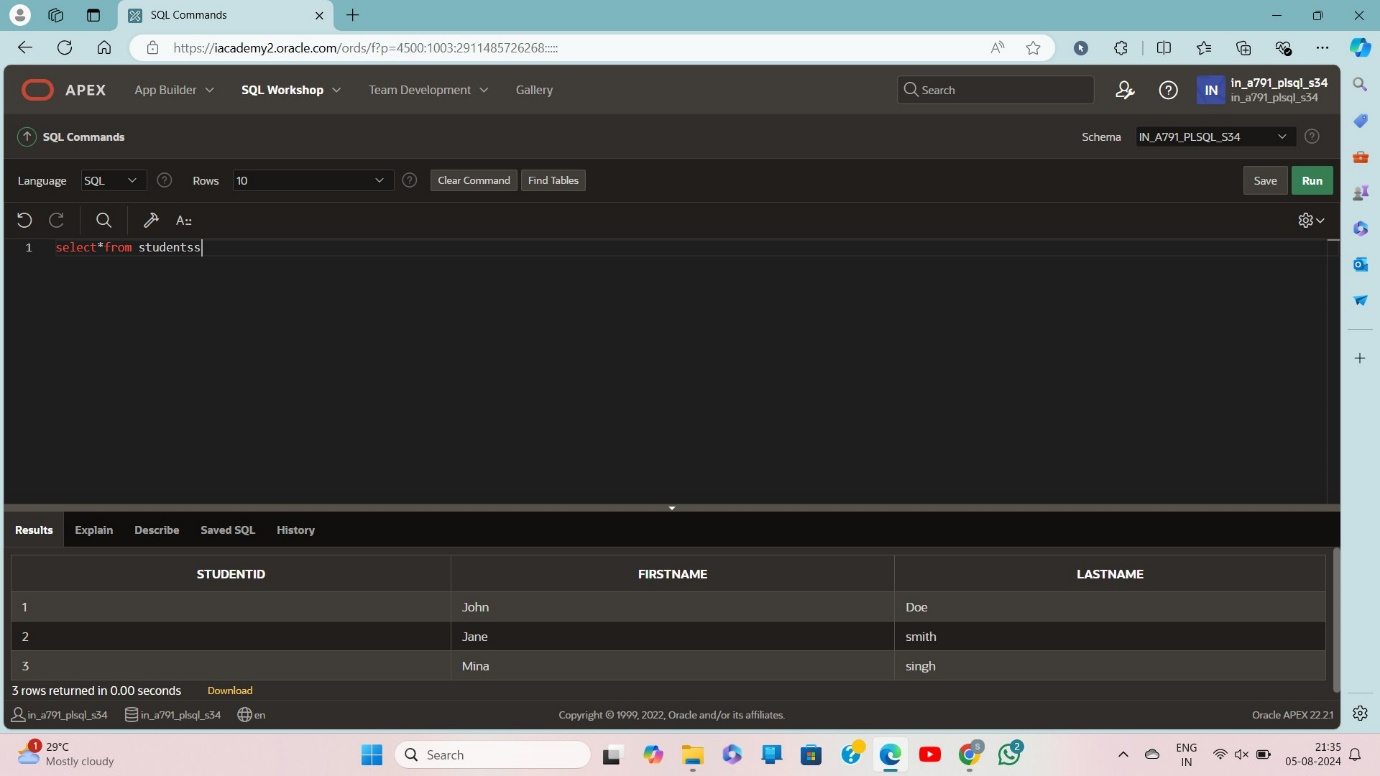 SQL Commands
https://iacademy2.oracle.com/ords/f?p=4500:1003:2911485726268:::::
APEX App Builder SQL Workshop Team Development Gallery Search IN in_a791_plsql_s34
in_a791_plsql_s34
SQL Commands Schema IN_A791_PLSQL_S34
Language SQL Rows 10 Clear Command Find Tables Save Run
A::
1 select*from studentss
Results Explain Describe Saved SQL History
STUDENTID FIRSTNAME LASTNAME
1 John Doe
2 Jane smith
3 Mina singh
3 rows returned in 0.00 seconds Download
in_a791_plsql_s34 in_a791_plsql_s34 en Copyright © 1999, 2022, Oracle and/or its affiliates. Oracle APEX 22.2.1
1 29°C
Mostly cloudy
Search
5 2
ENG
IN
21:35
05-08-2024